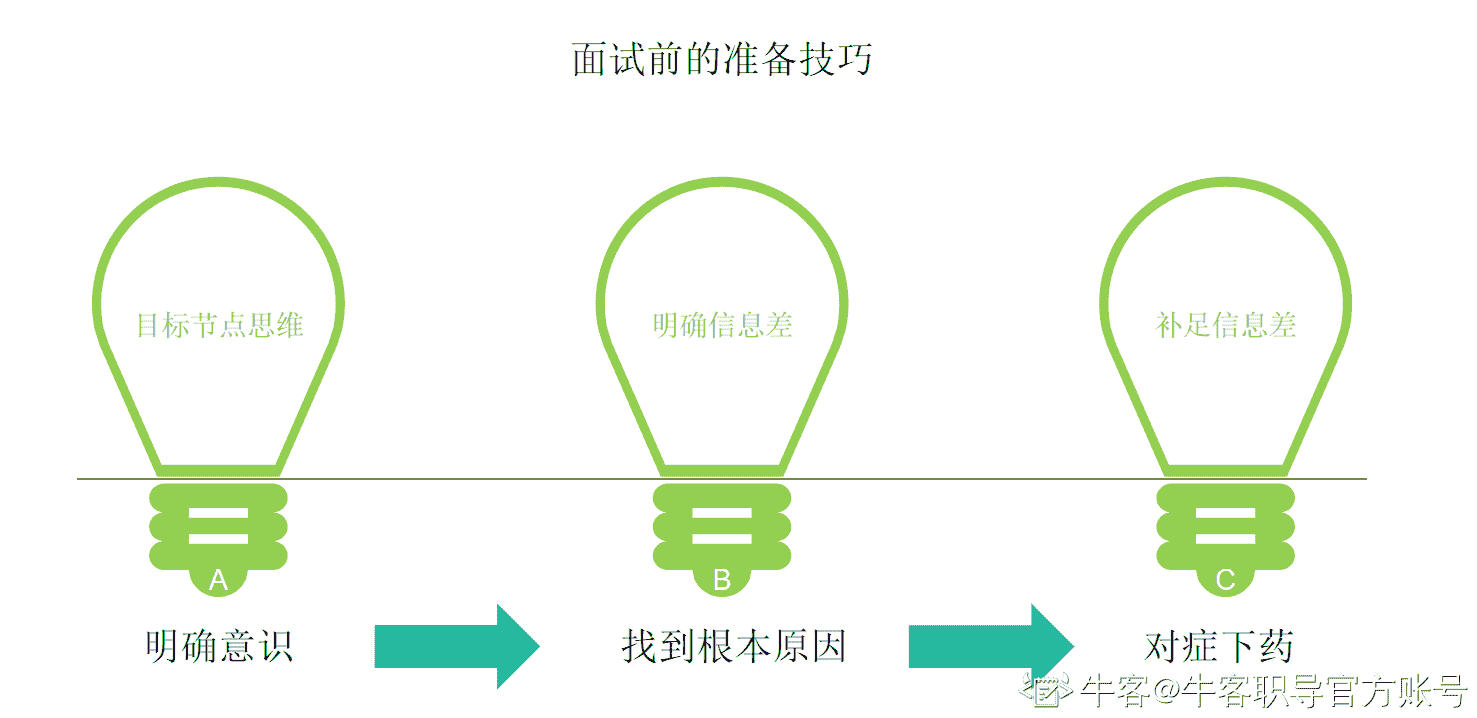 面试前的准备技巧
目标节点思维
明确信息差
补足信息差
A
B
C
明确意识
找到根本原因
对症下药
牛客@牛客职导官方账号